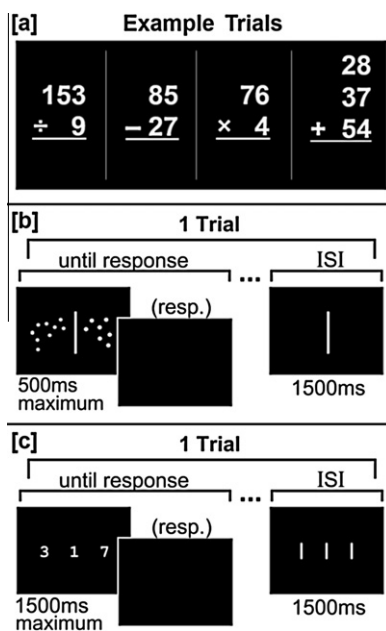 [a] Example Trials
153 85 76 28
÷ 9 – 27 × 4 37
+ 54
[b]
1 Trial
until response ... ISI
(resp.)
500ms
maximum
1500ms
[c]
1 Trial
until response ... ISI
(resp.)
3 1 7
1500ms
maximum
1500ms